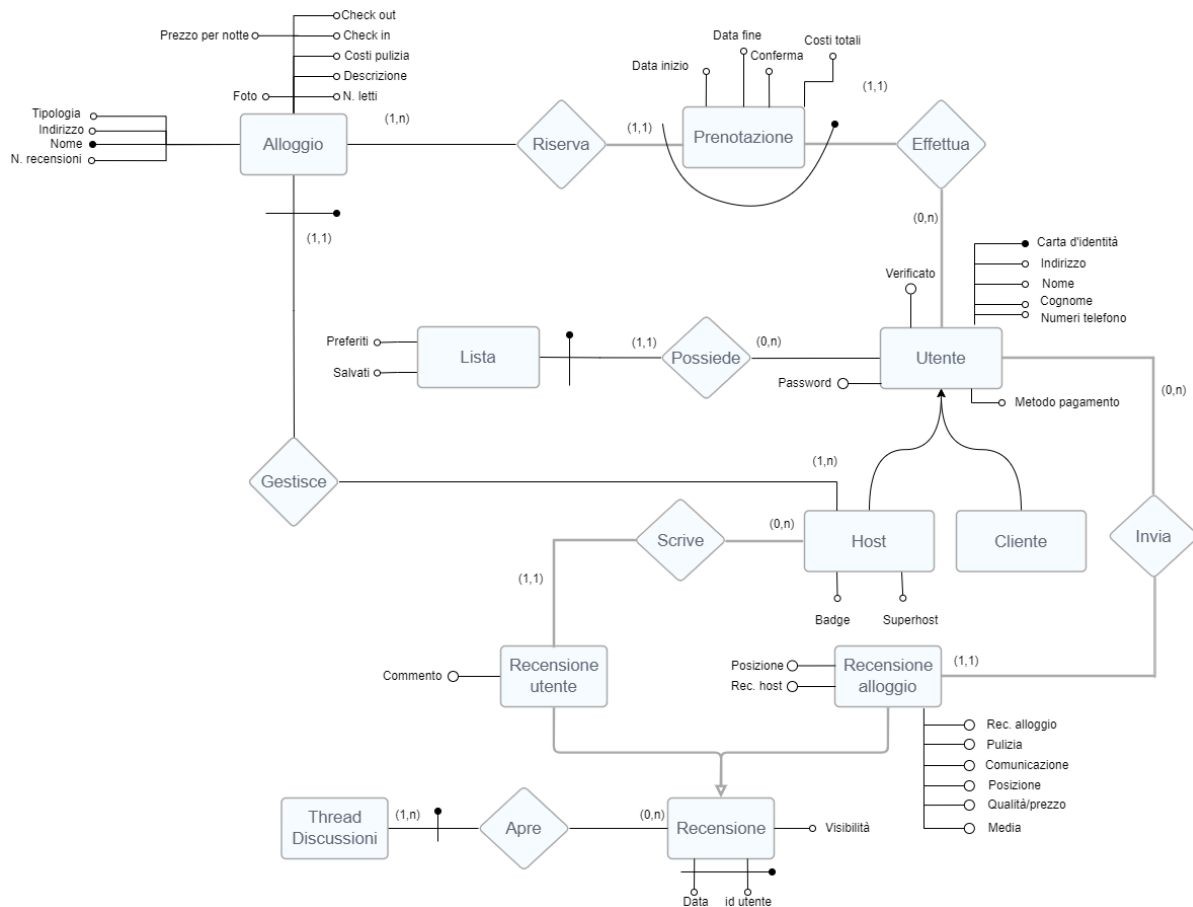 Check out
Prezzo per notte
Check in
Costi pulizia
Descrizione
Foto
N. letti
Tipologia
Indirizzo
Nome
N. recensioni
Alloggio
(1,n)
Riserva
(1,1)
Data inizio
Data fine
Conferma
Costi totali
(1,1)
Prenotazione
Effettua
(0,n)
(1,1)
Carta d'identità
Indirizzo
Nome
Cognome
Numeri telefono
Verificato
Preferiti
Salvati
Lista
(1,1)
Possiede
(0,n)
Utente
Password
Metodo pagamento
(0,n)
Gestisce
(1,n)
Scrive
(0,n)
Host
Cliente
Invia
(1,1)
Badge
Superhost
Commento
Recensione
utente
Posizione
Rec. host
Recensione
alloggio
(1,1)
Rec. alloggio
Pulizia
Comunicazione
Posizione
Qualità/prezzo
Media
Thread
Discussioni
(1,n)
Apre
(0,n)
Recensione
Visibilità
Data
id utente